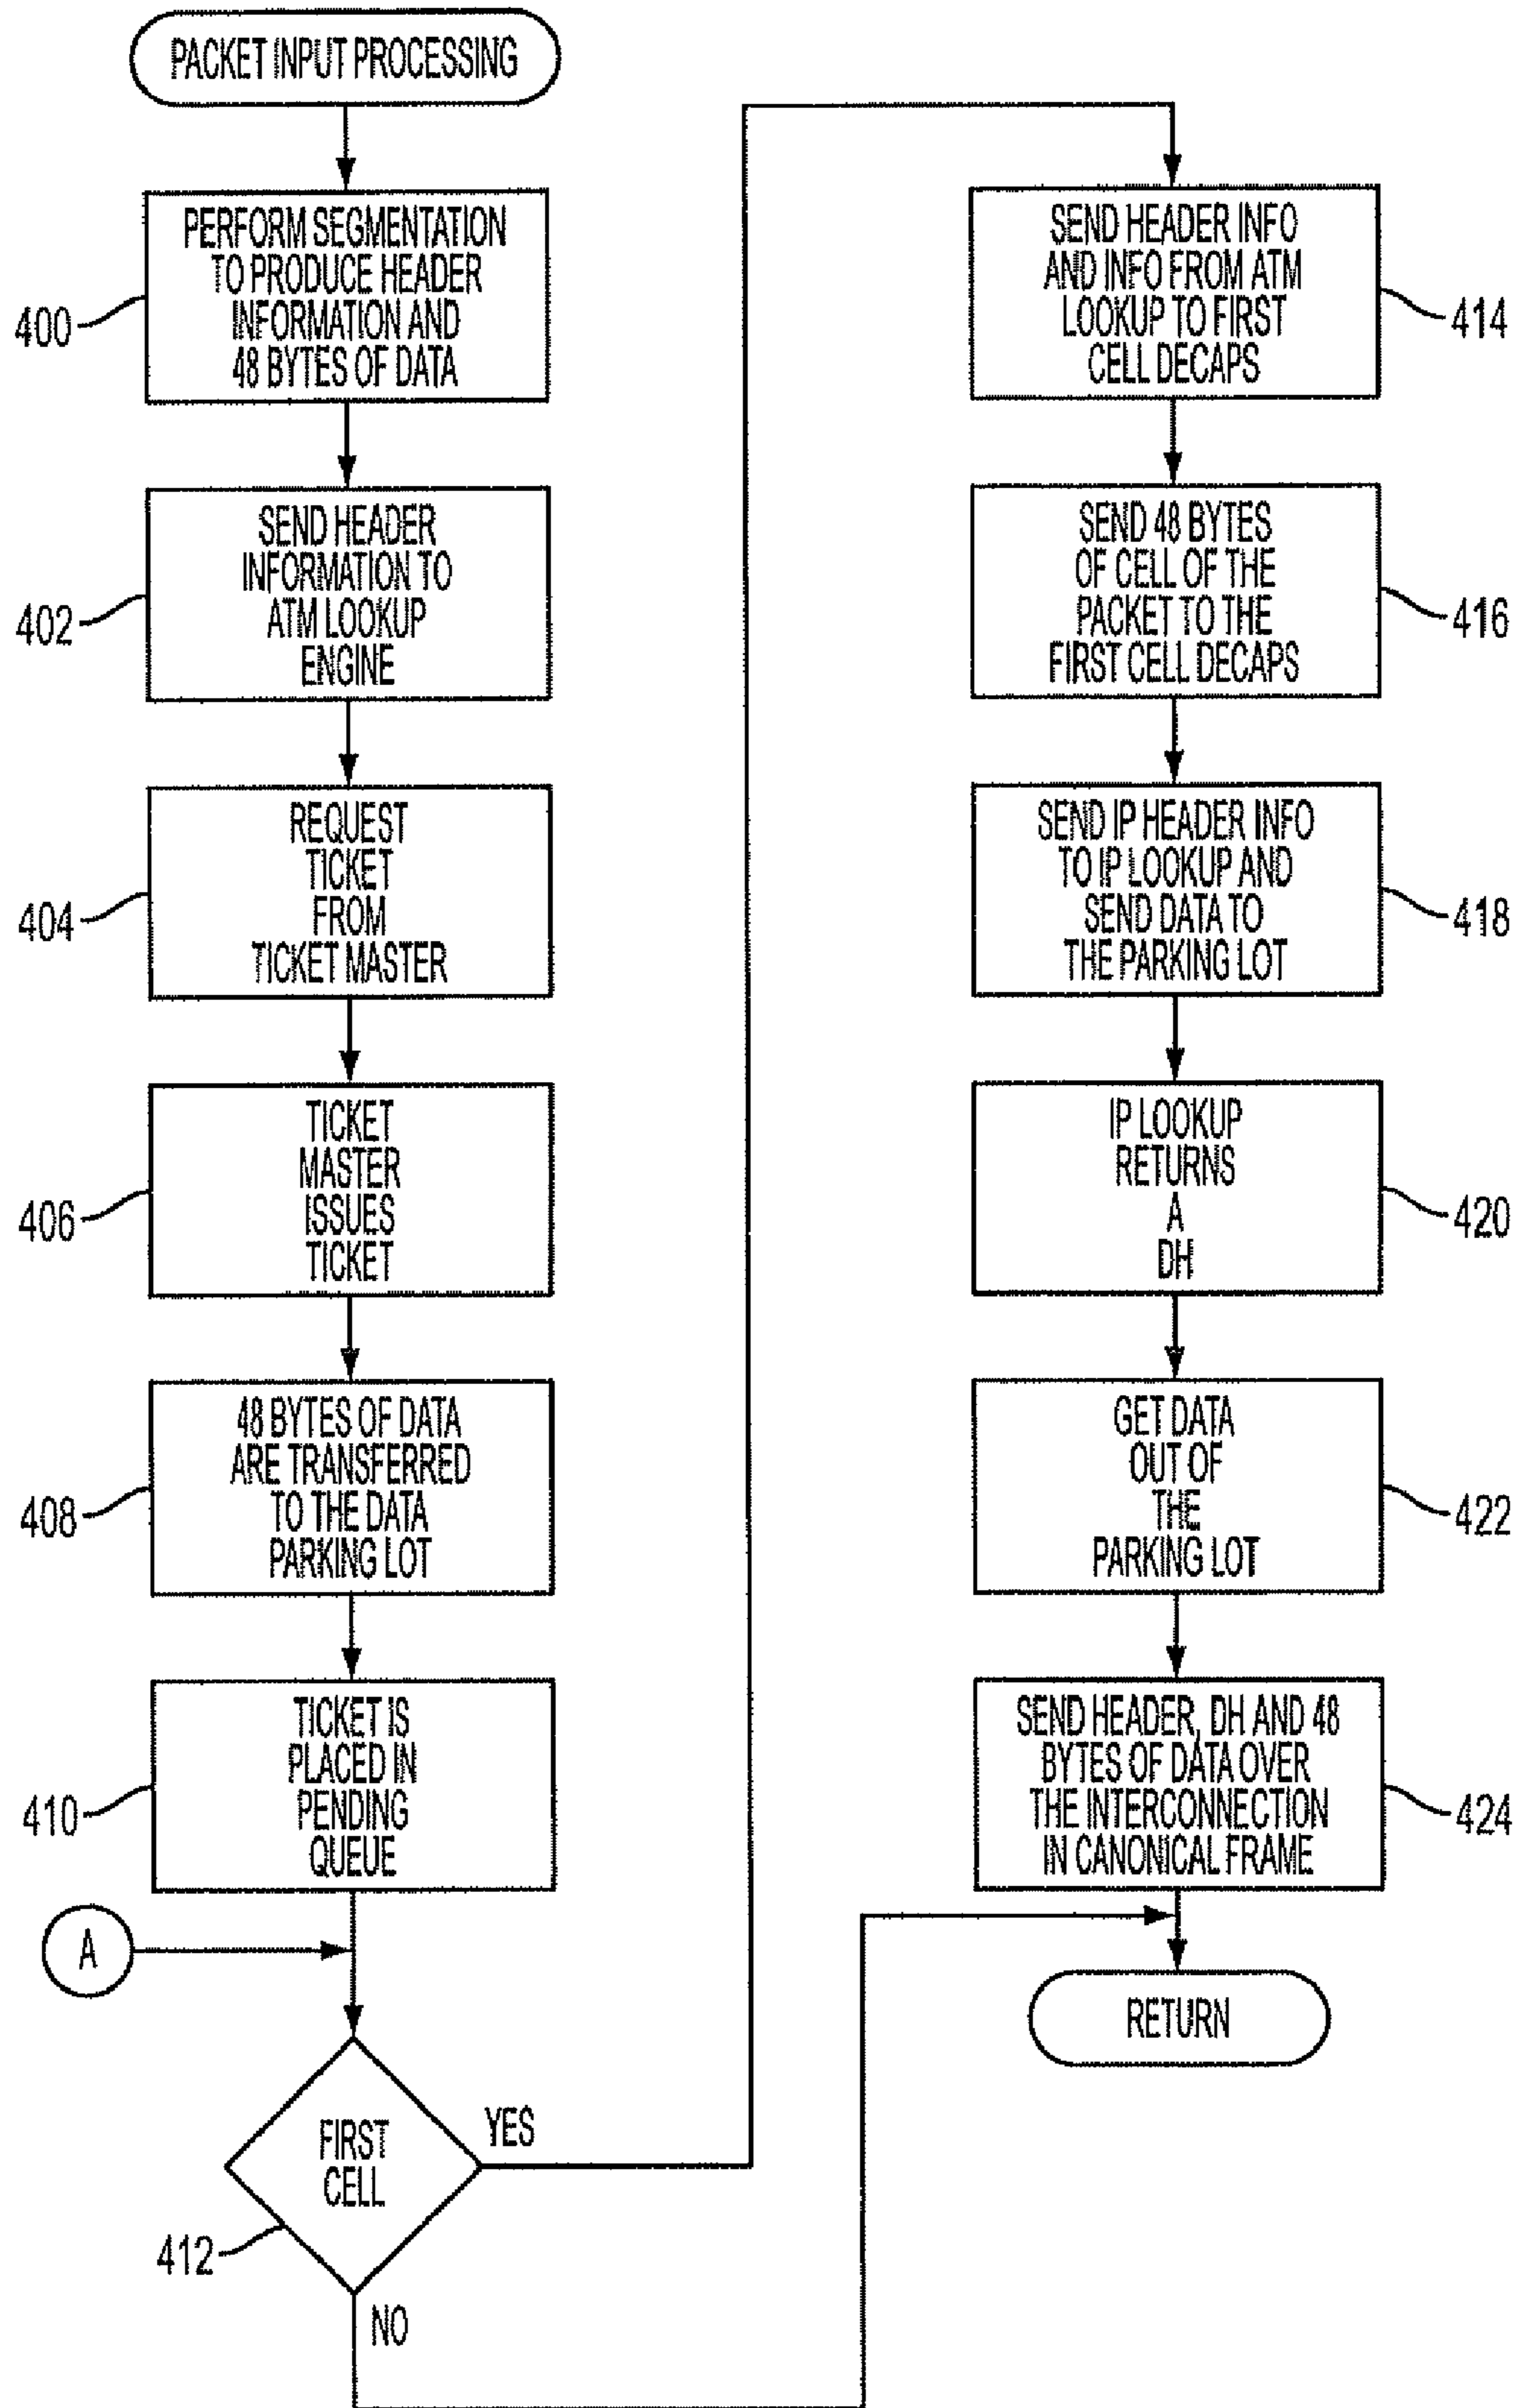 PACKET INPUT PROCESSING
PERFORM SEGMENTATION
TO PRODUCE HEADER
INFORMATION AND
48 BYTES OF DATA
400
SEND HEADER
INFORMATION TO
ATM LOOKUP
ENGINE
402
REQUEST
TICKET
FROM
TICKET MASTER
404
TICKET
MASTER
ISSUES
TICKET
406
48 BYTES OF DATA
ARE TRANSFERRED
TO THE DATA
PARKING LOT
408
TICKET IS
PLACED IN
PENDING
QUEUE
410
A
FIRST
CELL
412
YES
NO
SEND HEADER INFO
AND INFO FROM ATM
LOOKUP TO FIRST
CELL DECAPS
414
SEND 48 BYTES
OF CELL OF THE
PACKET TO THE
FIRST CELL DECAPS
416
SEND IP HEADER INFO
TO IP LOOKUP AND
SEND DATA TO
THE PARKING LOT
418
IP LOOKUP
RETURNS
A
DH
420
GET DATA
OUT OF
THE
PARKING LOT
422
SEND HEADER, DH AND 48
BYTES OF DATA OVER
THE INTERCONNECTION
IN CANONICAL FRAME
424
RETURN